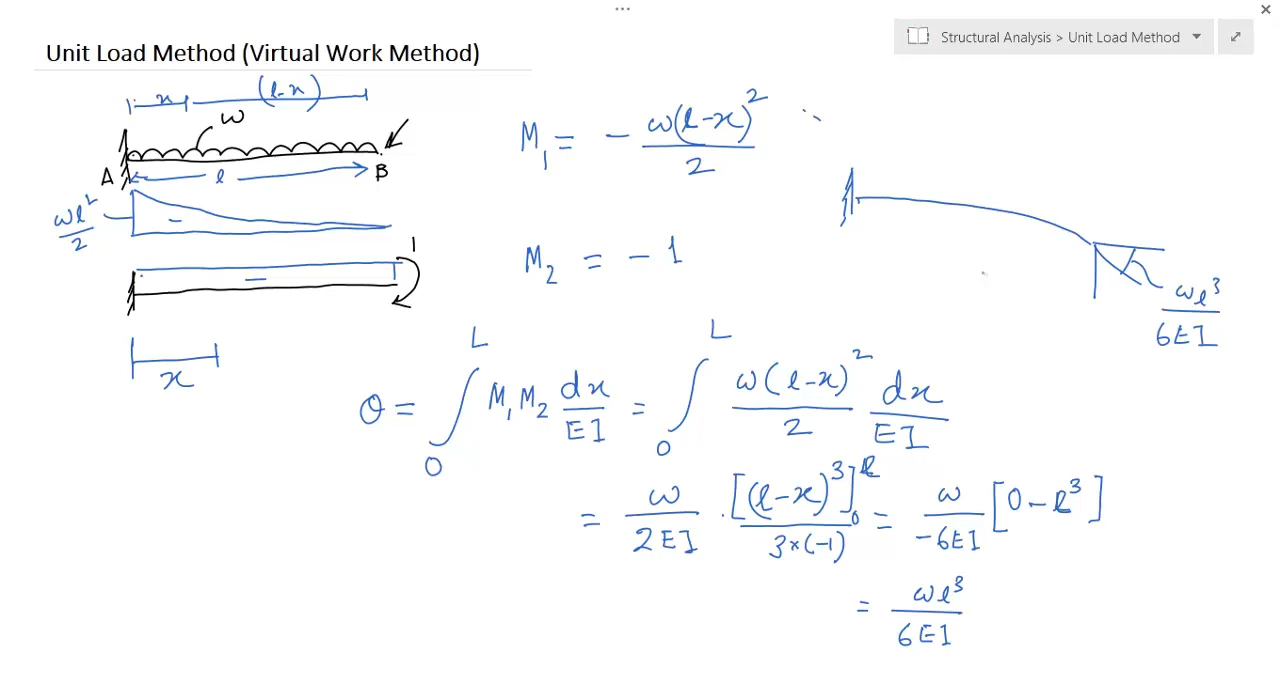 Structural Analysis > Unit Load Method
Unit Load Method (Virtual Work Method)
x (l-x)
w
A l B
wl²/2
-
1
-
x
M₁ = - w(l-x)²/2
M₂ = - 1
wl³/6EI
θ = ∫₀ᴸ M₁ M₂ dx/EI = ∫₀ᴸ w(l-x)²/2 dx/EI
= w/2EI · [(l-x)³]₀ˡ/3×(-1) = w/-6EI [0 - l³]
= wl³/6EI